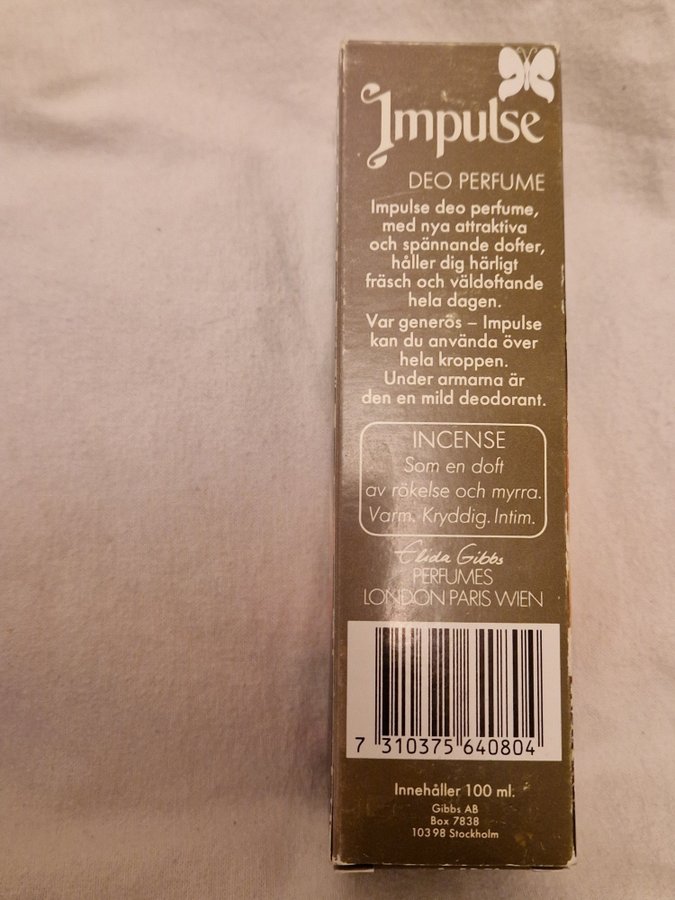 Impulse
DEO PERFUME
Impulse deo perfume,
med nya attraktiva
och spännande dofter,
håller dig härligt
fräsch och väldoftande
hela dagen.
Var generös – Impulse
kan du använda över
hela kroppen.
Under armarna är
den en mild deodorant.
INCENSE
Som en doft
av rökelse och myrra.
Varm. Kryddig. Intim.
Elida Gibbs
PERFUMES
LONDON PARIS WIEN
7 310375 640804
Innehåller 100 ml.
Gibbs AB
Box 7838
103 98 Stockholm